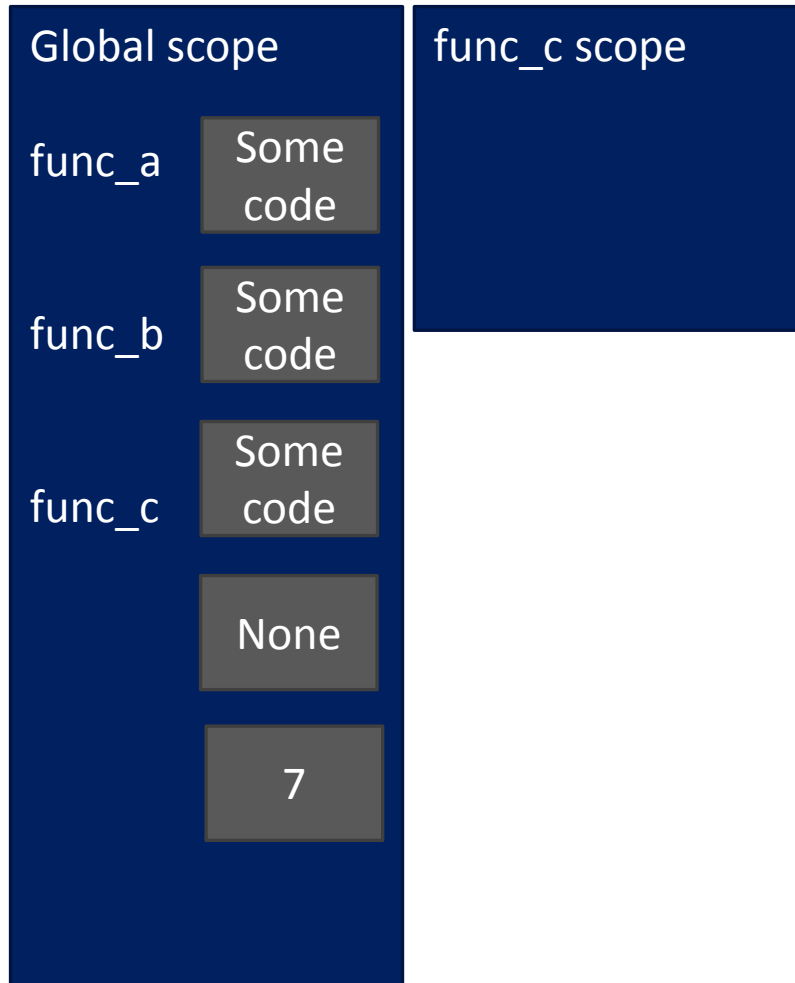 Global scope
func_a
Some
code
func_b
Some
code
func_c
Some
code
None
7
func_c scope